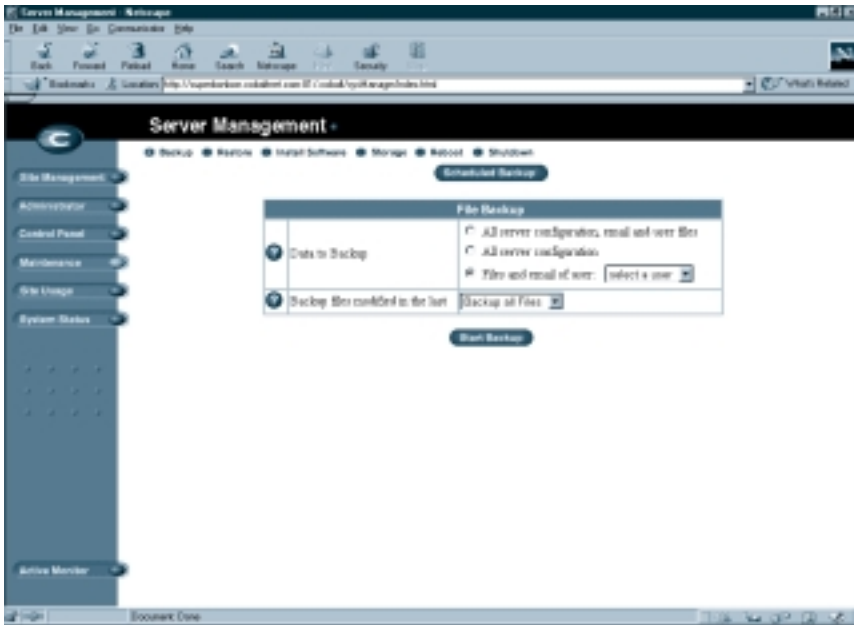 Server Management - Netscape
File Edit View Go Communicator Help
Back Forward Reload Home Search Netscape Print Security Stop
Bookmarks Location: What's Related
Server Management
Backup Restore Install Software Storage Reboot Shutdown
Scheduled Backup
Site Management
Administrator
Control Panel
Maintenance
Site Usage
System Status
File Backup
Data to Backup
All server configuration, email and user files
All server configuration
Files and email of user: select a user
Backup files modified in the last Backup all Files
Start Backup
Active Monitor
Document: Done